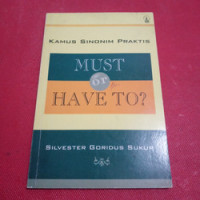 KAMUS SINONIM PRAKTIS
MUST
or
HAVE TO?
SILVESTER GORIDUS SUKUR